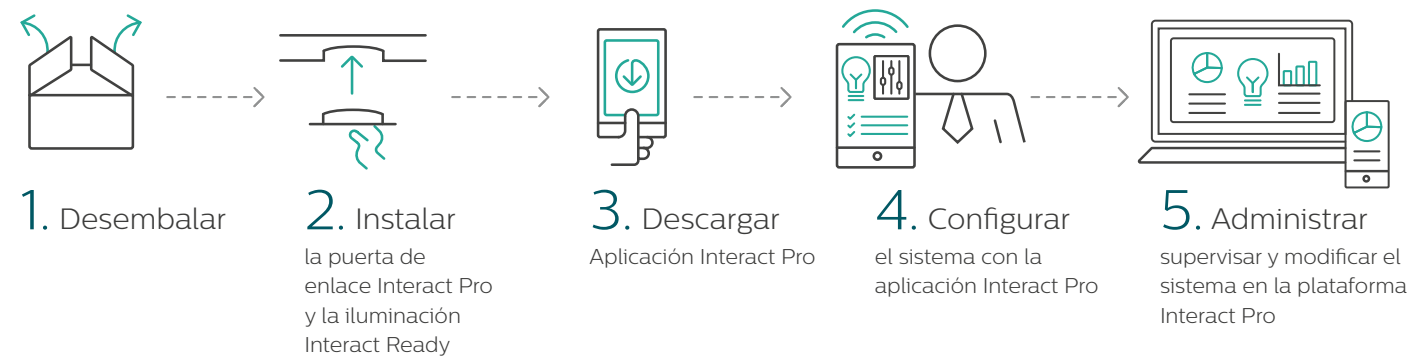 1. Desembalar
2. Instalar
la puerta de
enlace Interact Pro
y la iluminación
Interact Ready
3. Descargar
Aplicación Interact Pro
4. Configurar
el sistema con la
aplicación Interact Pro
5. Administrar
supervisar y modificar el
sistema en la plataforma
Interact Pro